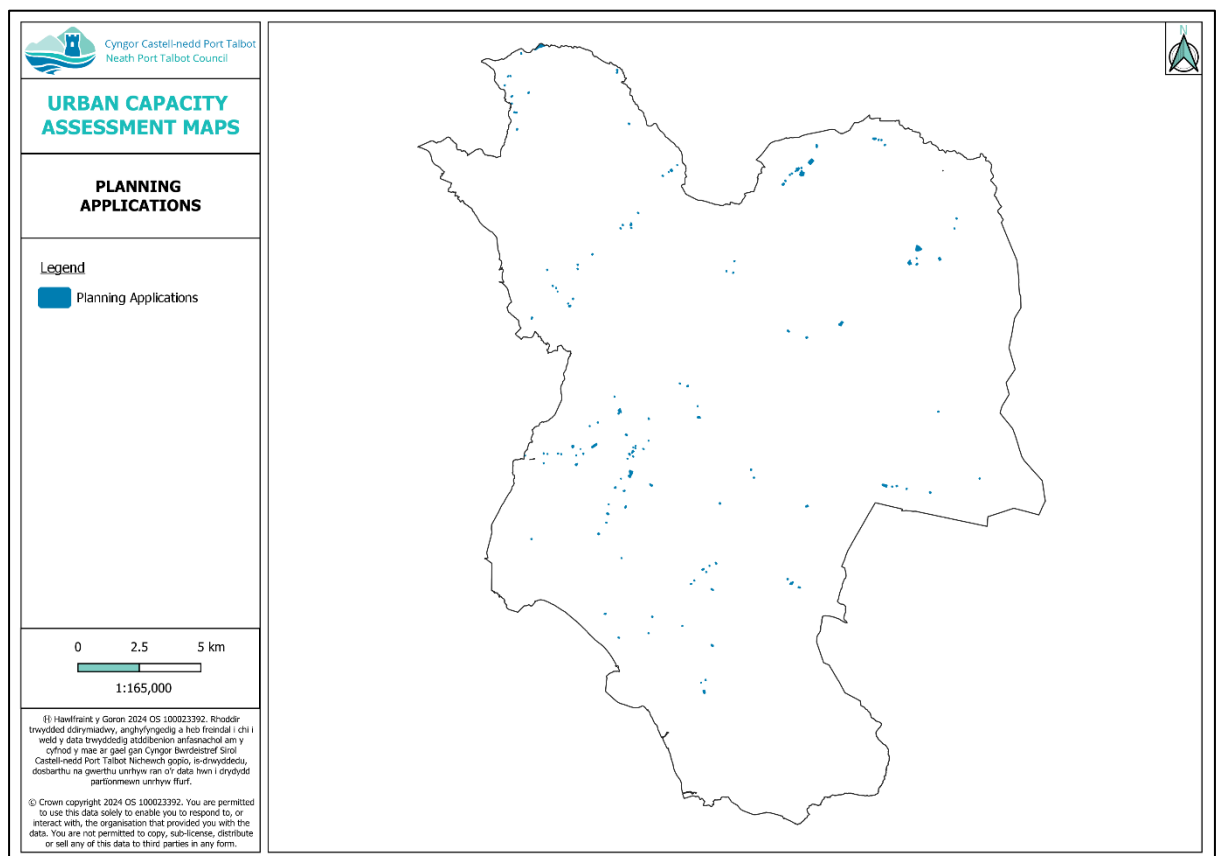 Cyngor Castell-nedd Port Talbot
Neath Port Talbot Council
URBAN CAPACITY
ASSESSMENT MAPS
PLANNING
APPLICATIONS
Legend
Planning Applications
0 2.5 5 km
1:165,000
(H) Hawlfraint y Goron 2024 OS 100023392. Rhoddir
trwydded ddirymiadwy, anghyfyngedig a heb freindal i chi i
weld y data trwyddedig atddibenion anfasnachol am y
cyfnod y mae ar gael gan Cyngor Bwrdeistref Sirol
Castell-nedd Port Talbot Nichewch gopïo, is-drwyddedu,
dosbarthu na gwerthu unrhyw ran o'r data hwn i drydydd
partïonmewn unrhyw ffurf.
© Crown copyright 2024 OS 100023392. You are permitted
to use this data solely to enable you to respond to, or
interact with, the organisation that provided you with the
data. You are not permitted to copy, sub-license, distribute
or sell any of this data to third parties in any form.
N